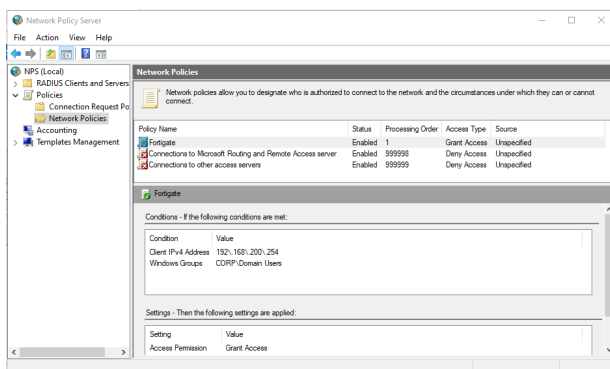 Network Policy Server
File Action View Help
NPS (Local)
RADIUS Clients and Servers
Policies
Connection Request Po
Network Policies
Accounting
Templates Management
Network Policies
Network policies allow you to designate who is authorized to connect to the network and the circumstances under which they can or cannot
connect.
Policy Name Status Processing Order Access Type Source
Fortigate Enabled 1 Grant Access Unspecified
Connections to Microsoft Routing and Remote Access server Enabled 999998 Deny Access Unspecified
Connections to other access servers Enabled 999999 Deny Access Unspecified
Fortigate
Conditions - If the following conditions are met:
Condition Value
Client IPv4 Address 192\.168\.200\.254
Windows Groups CORP\Domain Users
Settings - Then the following settings are applied:
Setting Value
Access Permission Grant Access